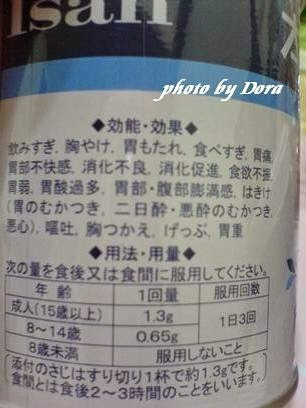 isan
photo by Dora
◆効能・効果◆
飲みすぎ、胸やけ、胃もたれ、食べすぎ、胃痛、
胃部不快感、消化不良、消化促進、食欲不振、
胃弱、胃酸過多、胃部・腹部膨満感、はきけ
(胃のむかつき、二日酔・悪酔のむかつき、
悪心)、嘔吐、胸つかえ、げっぷ、胃重
◆用法・用量◆
次の量を食後又は食間に服用してください。
年 齢 1回量 服用回数
成人(15歳以上) 1.3g 1日3回
8〜14歳 0.65g
8歳未満 服用しないこと
(添付のさじはすり切り1杯で約1.3gです。
食間とは食後2〜3時間のことをいいます。)